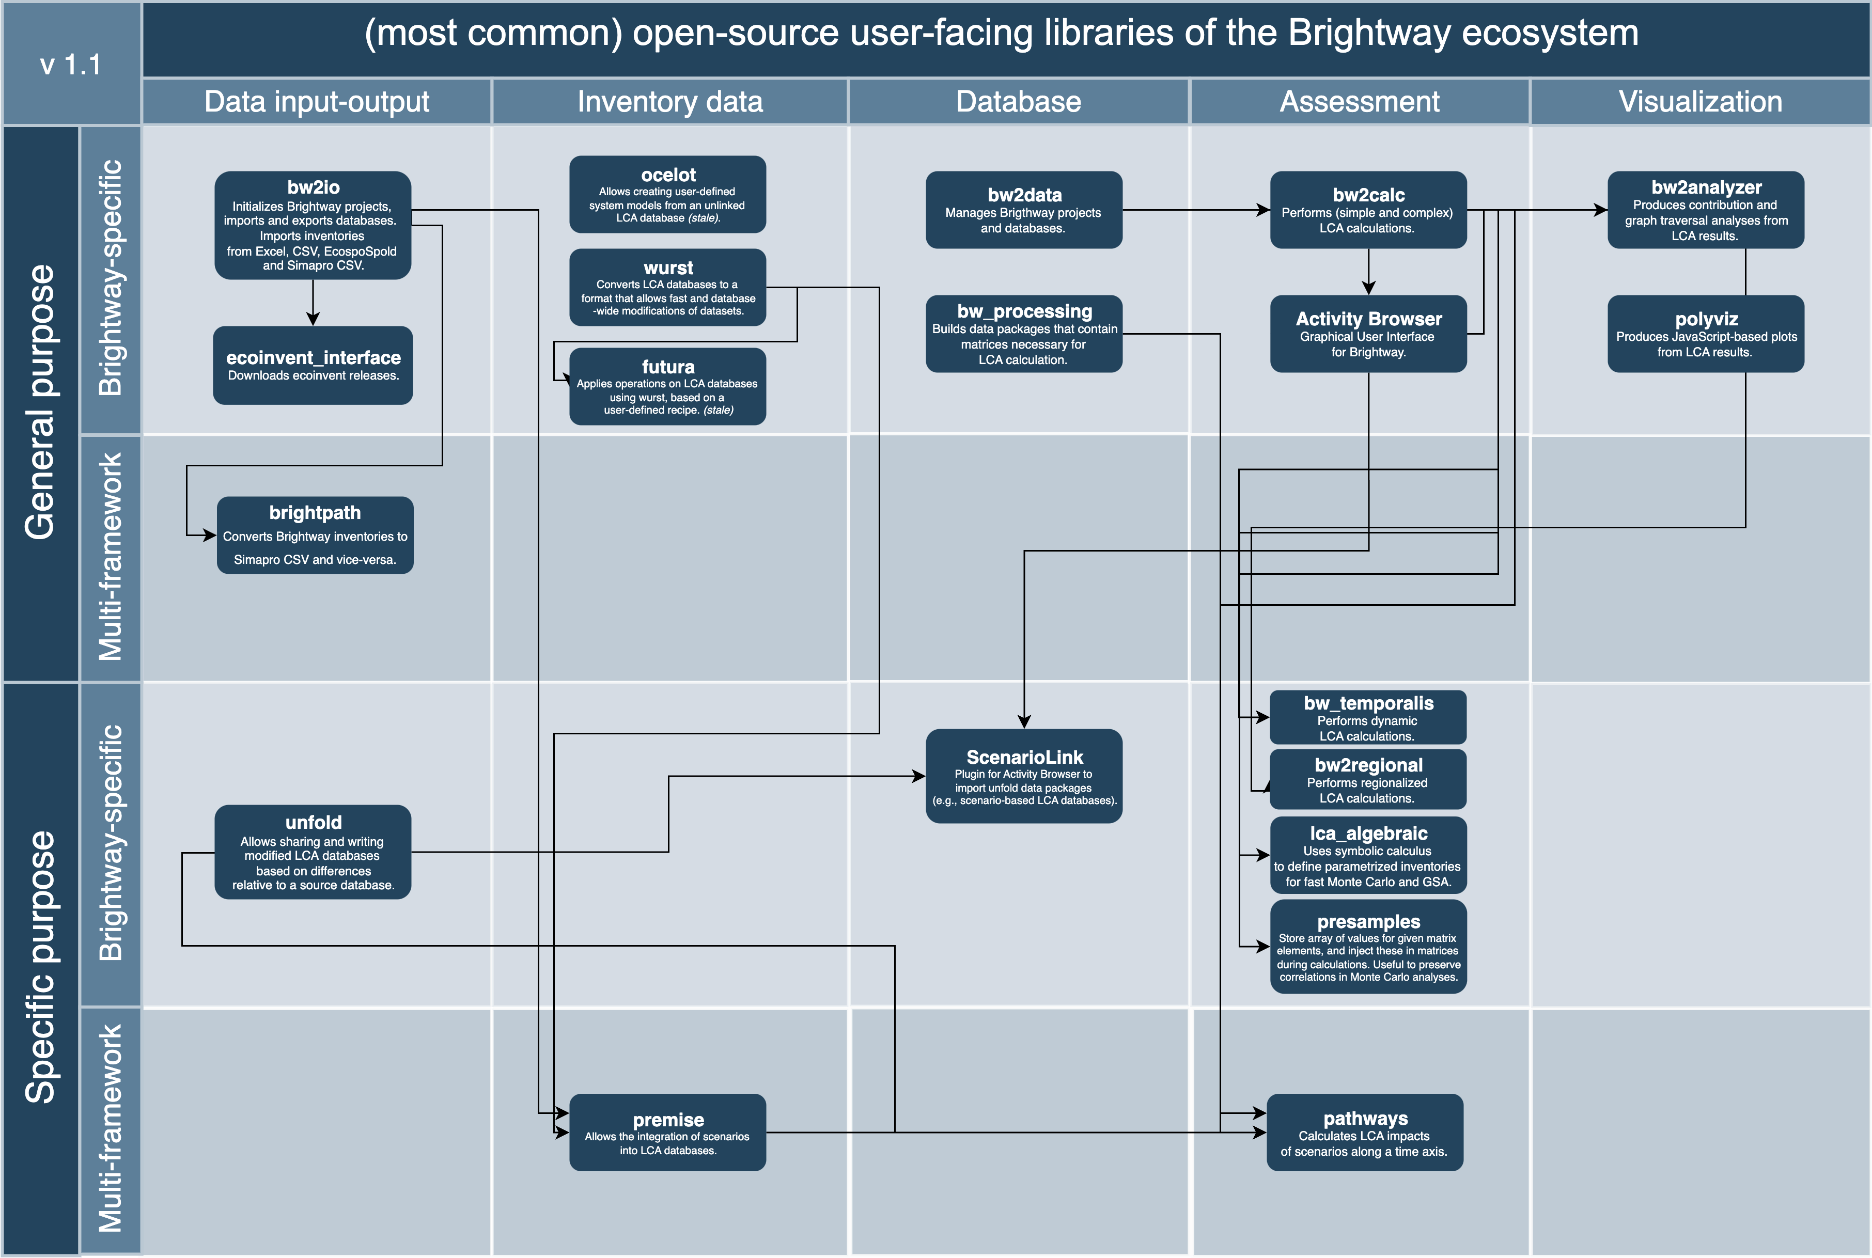 v 1.1
(most common) open-source user-facing libraries of the Brightway ecosystem
Data input-output
Inventory data
Database
Assessment
Visualization
General purpose
Brightway-specific
bw2io
Initializes Brightway projects,
imports and exports databases.
Imports inventories
from Excel, CSV, EcospoSpold
and Simapro CSV.
ecoinvent_interface
Downloads ecoinvent releases.
ocelot
Allows creating user-defined
system models from an unlinked
LCA database (stale).
wurst
Converts LCA databases to a
format that allows fast and database
-wide modifications of datasets.
futura
Applies operations on LCA databases
using wurst, based on a
user-defined recipe. (stale)
bw2data
Manages Brigthway projects
and databases.
bw_processing
Builds data packages that contain
matrices necessary for
LCA calculation.
bw2calc
Performs (simple and complex)
LCA calculations.
Activity Browser
Graphical User Interface
for Brightway.
bw2analyzer
Produces contribution and
graph traversal analyses from
LCA results.
polyviz
Produces JavaScript-based plots
from LCA results.
Multi-framework
brightpath
Converts Brightway inventories to
Simapro CSV and vice-versa.
Specific purpose
Brightway-specific
unfold
Allows sharing and writing
modified LCA databases
based on differences
relative to a source database.
ScenarioLink
Plugin for Activity Browser to
import unfold data packages
(e.g., scenario-based LCA databases).
bw_temporalis
Performs dynamic
LCA calculations.
bw2regional
Performs regionalized
LCA calculations.
lca_algebraic
Uses symbolic calculus
to define parametrized inventories
for fast Monte Carlo and GSA.
presamples
Store array of values for given matrix
elements, and inject these in matrices
during calculations. Useful to preserve
correlations in Monte Carlo analyses.
Multi-framework
premise
Allows the integration of scenarios
into LCA databases.
pathways
Calculates LCA impacts
of scenarios along a time axis.